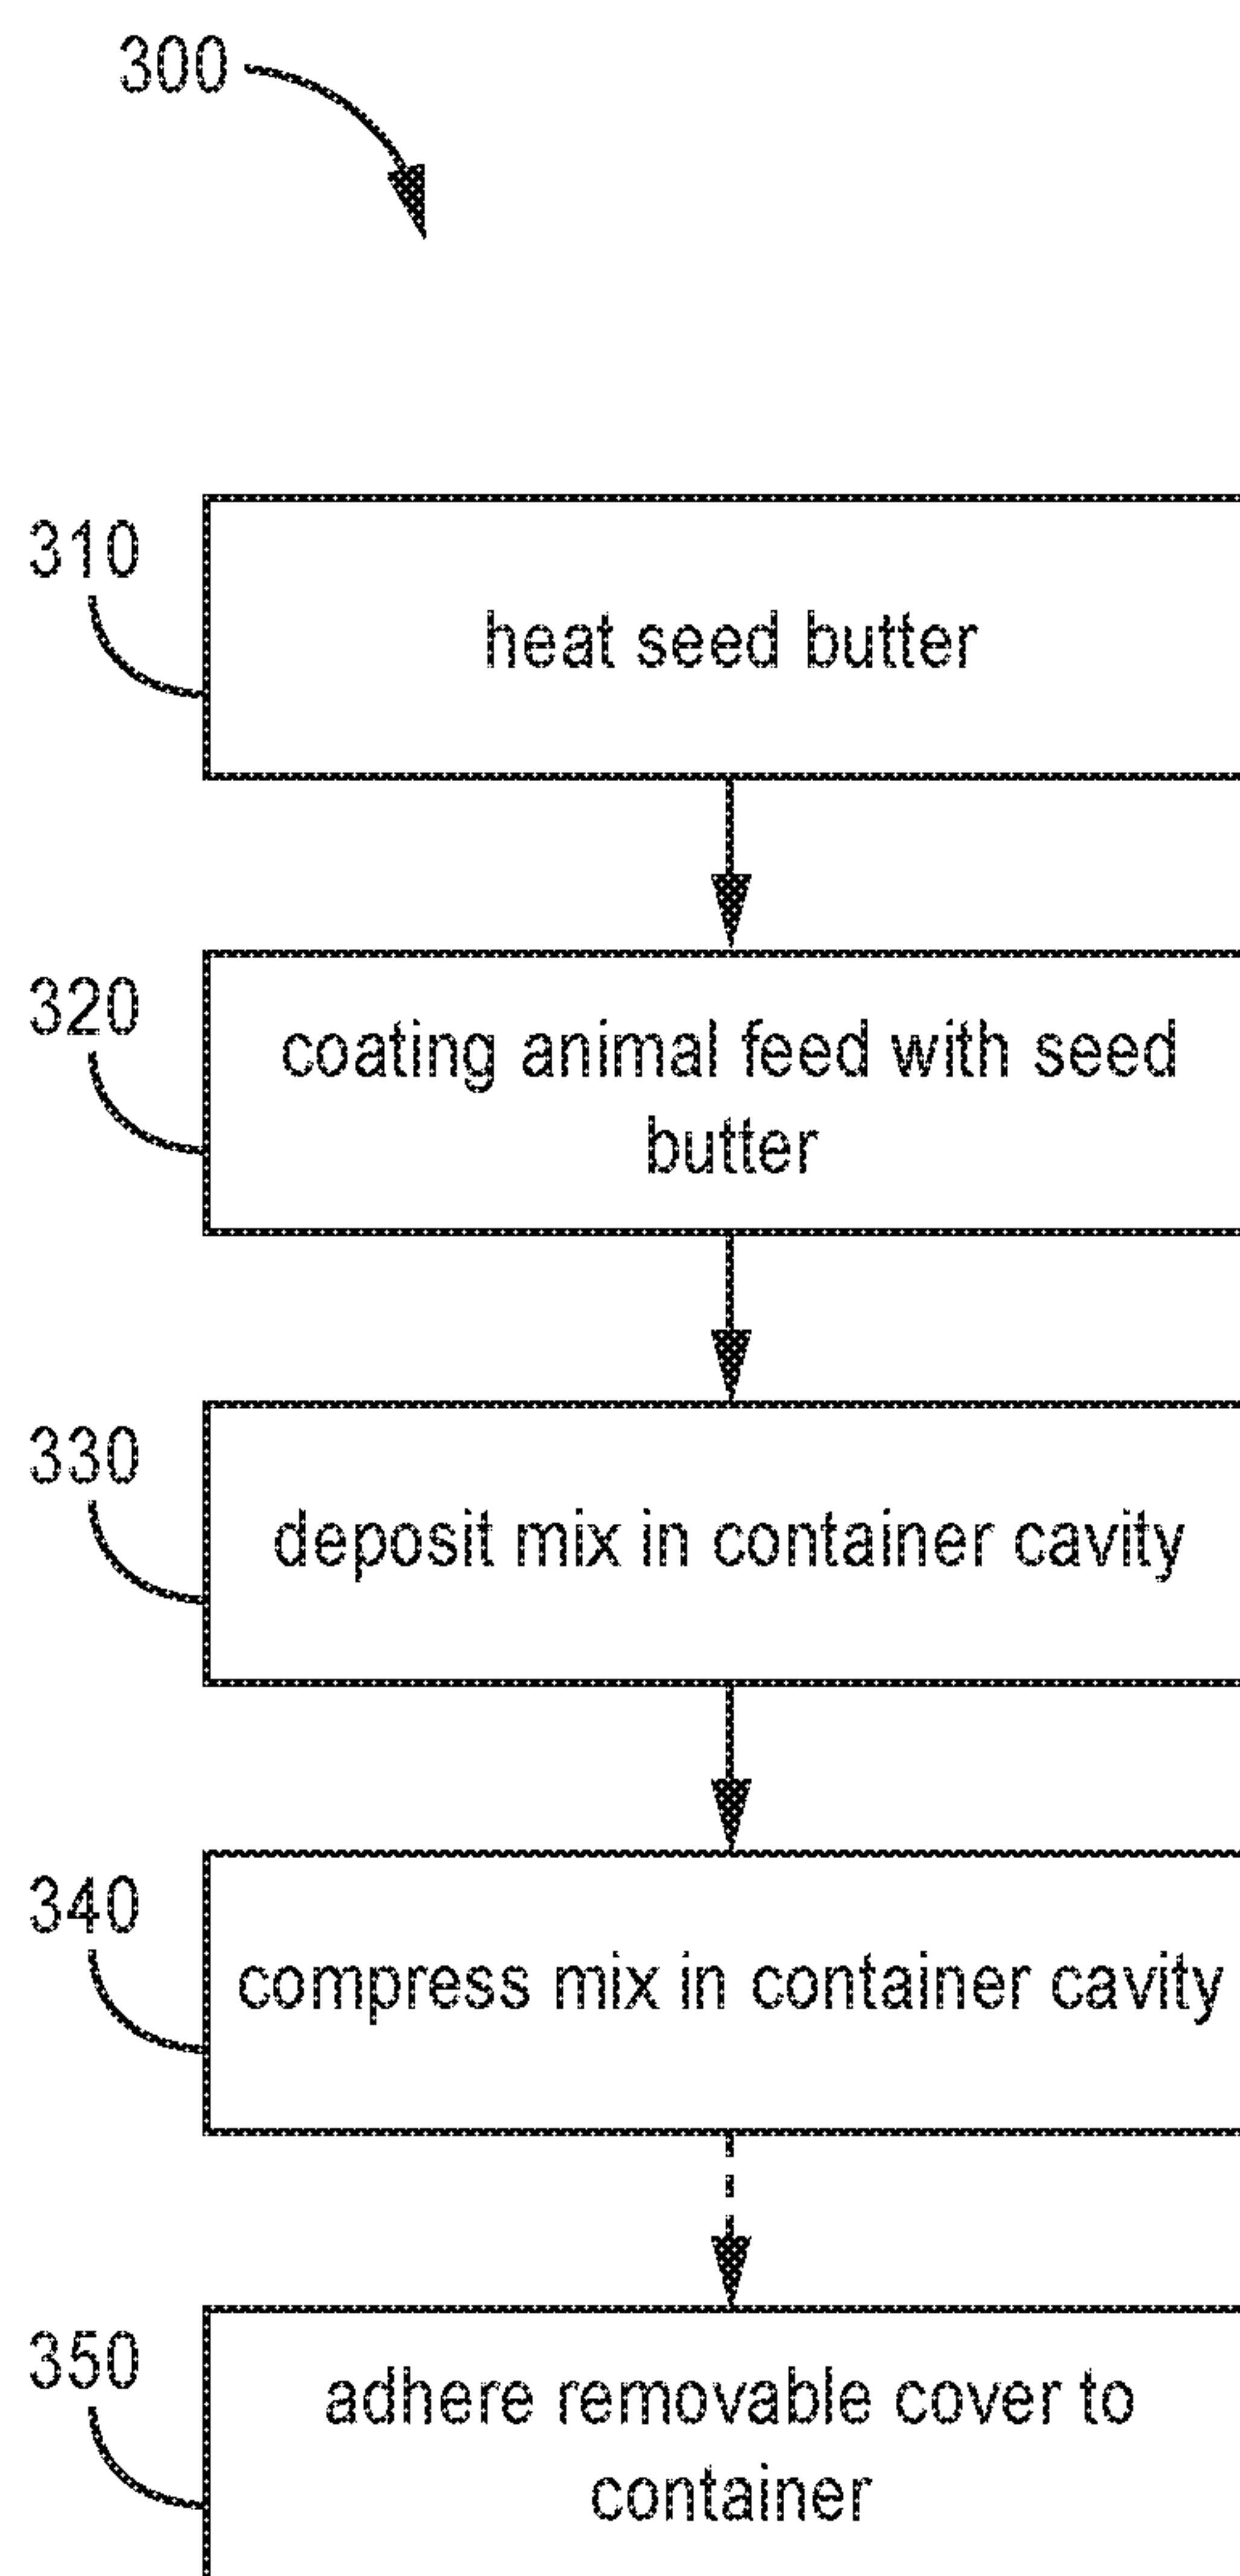 300
310
heat seed butter
320
coating animal feed with seed
butter
330
deposit mix in container cavity
340
compress mix in container cavity
350
adhere removable cover to
container